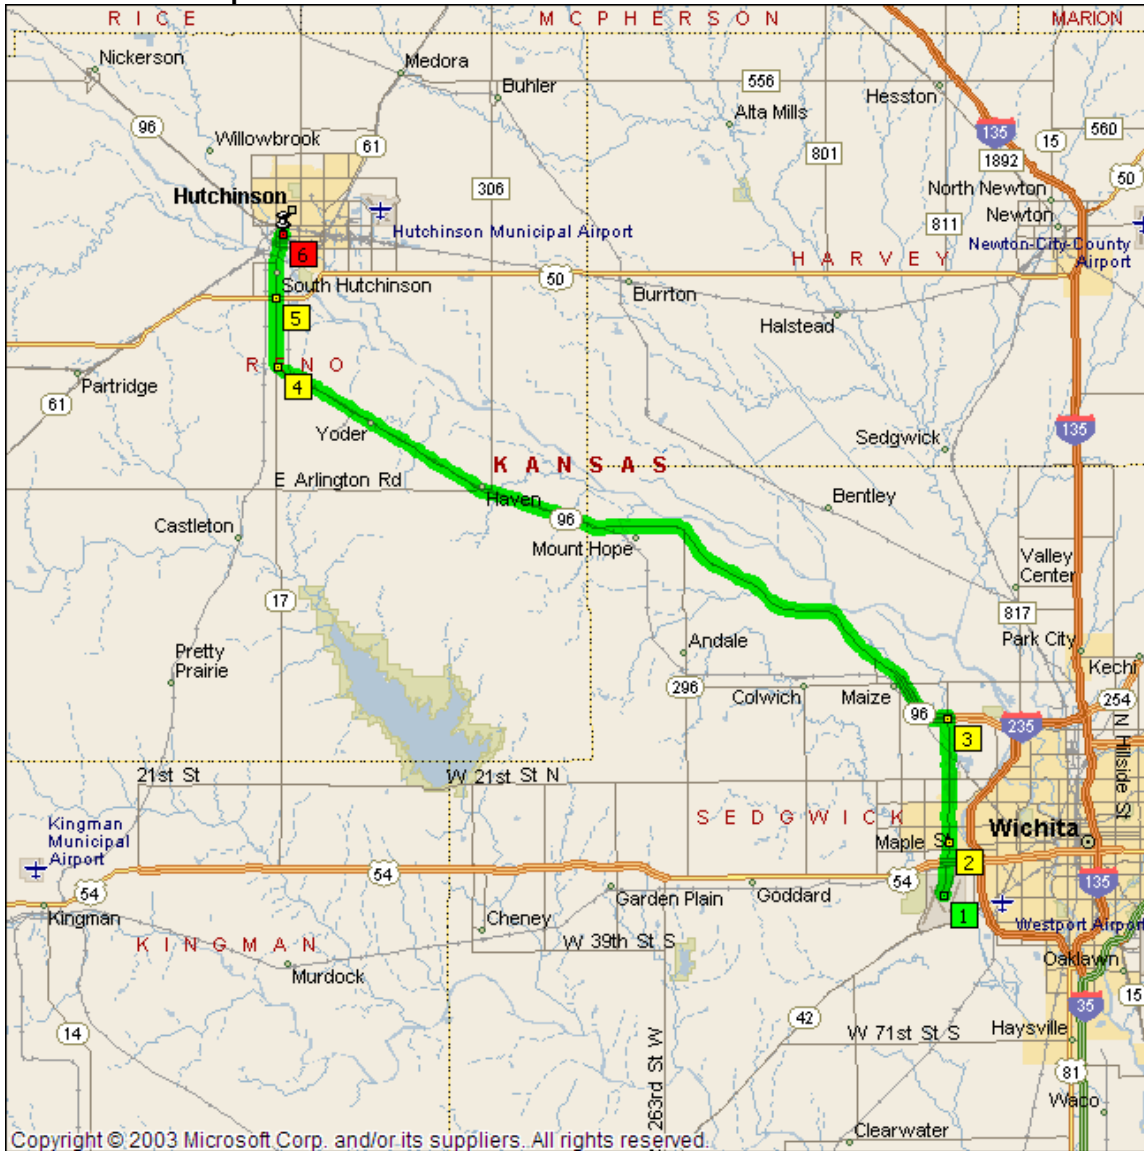 RICE
MCPHERSON
MARION
Nickerson
Medora
Buhler
556
Hesston
Alta Mills
96
Willowbrook
61
135
15
560
801
1892
50
306
North Newton
Hutchinson
Newton
811
6
Hutchinson Municipal Airport
HARVEY
Newton-City-County
Airport
50
South Hutchinson
Burrton
5
Halstead
RENO
Partridge
4
61
Yoder
135
Sedgwick
KANSAS
E Arlington Rd
Haven
Bentley
96
Castleton
Mount Hope
Valley
Center
17
817
Pretty
Prairie
Andale
Park City
Kechi
296
Colwich
Maize
254
96
3
235
N Hillside St
21st St
W 21st St N
SEDGWICK
Kingman
Municipal
Airport
Maple St
Wichita
2
54
54
54
135
Kingman
Garden Plain
Goddard
1
Cheney
Westport Airport
KINGMAN
W 39th St S
Murdock
Oaklawn
15
35
14
42
W 71st St S
Haysville
263rd St W
81
Waco
Clearwater
Copyright © 2003 Microsoft Corp. and/or its suppliers. All rights reserved.